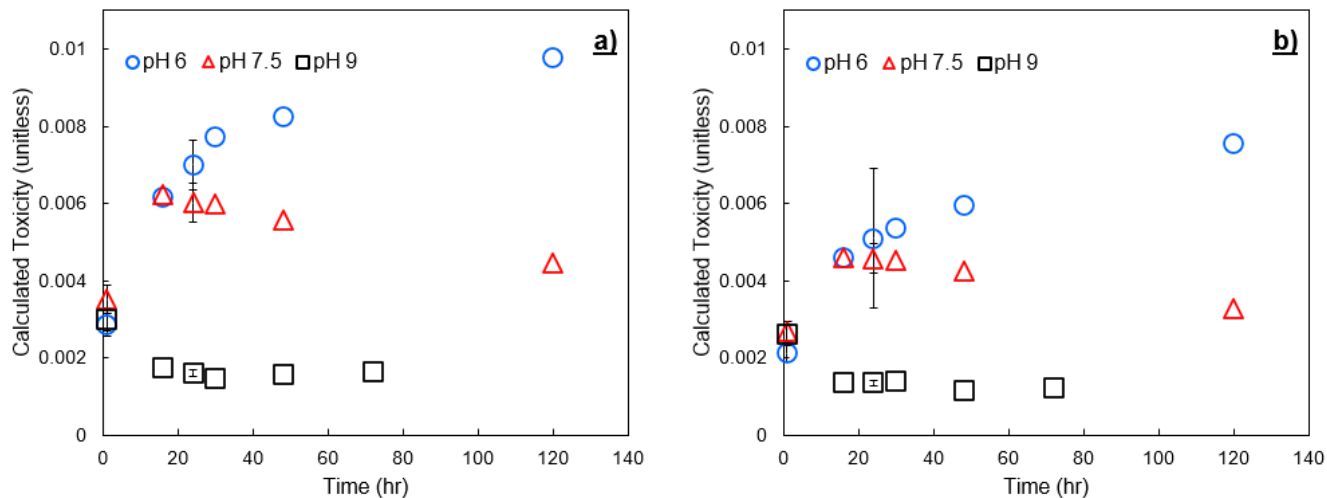 a)
0.01
pH 6 pH 7.5 pH 9
0.008
0.006
0.004
0.002
0
0 20 40 60 80 100 120 140
Time (hr)
Calculated Toxicity (unitless)
b)
0.01
pH 6 pH 7.5 pH 9
0.008
0.006
0.004
0.002
0
0 20 40 60 80 100 120 140
Time (hr)
Calculated Toxicity (unitless)